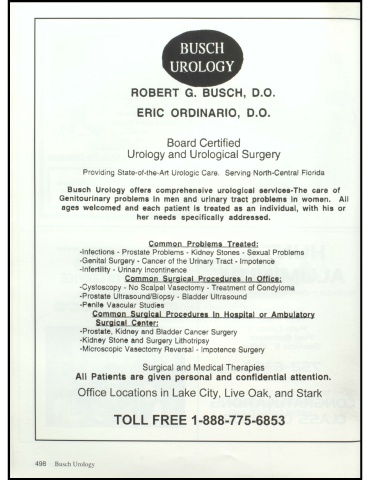 BUSCH
UROLOGY
ROBERT G. BUSCH, D.O.
ERIC ORDINARIO, D.O.
Board Certified
Urology and Urological Surgery
Providing State-of-the-Art Urologic Care. Serving North-Central Florida
Busch Urology offers comprehensive urological services-The care of
Genitourinary problems in men and urinary tract problems in women. All
ages welcomed and each patient is treated as an individual, with his or
her needs specifically addressed.
Common Problems Treated:
-Infections - Prostate Problems - Kidney Stones - Sexual Problems
-Genital Surgery - Cancer of the Urinary Tract - Impotence
-Infertility - Urinary Incontinence
Common Surgical Procedures In Office:
-Cystoscopy - No Scalpal Vasectomy - Treatment of Condyloma
-Prostate Ultrasound/Biopsy - Bladder Ultrasound
-Penile Vascular Studies
Common Surgical Procedures In Hospital or Ambulatory
Surgical Center:
-Prostate, Kidney and Bladder Cancer Surgery
-Kidney Stone and Surgery Lithotripsy
-Microscopic Vasectomy Reversal - Impotence Surgery
Surgical and Medical Therapies
All Patients are given personal and confidential attention.
Office Locations in Lake City, Live Oak, and Stark
TOLL FREE 1-888-775-6853
49B Busch Urology